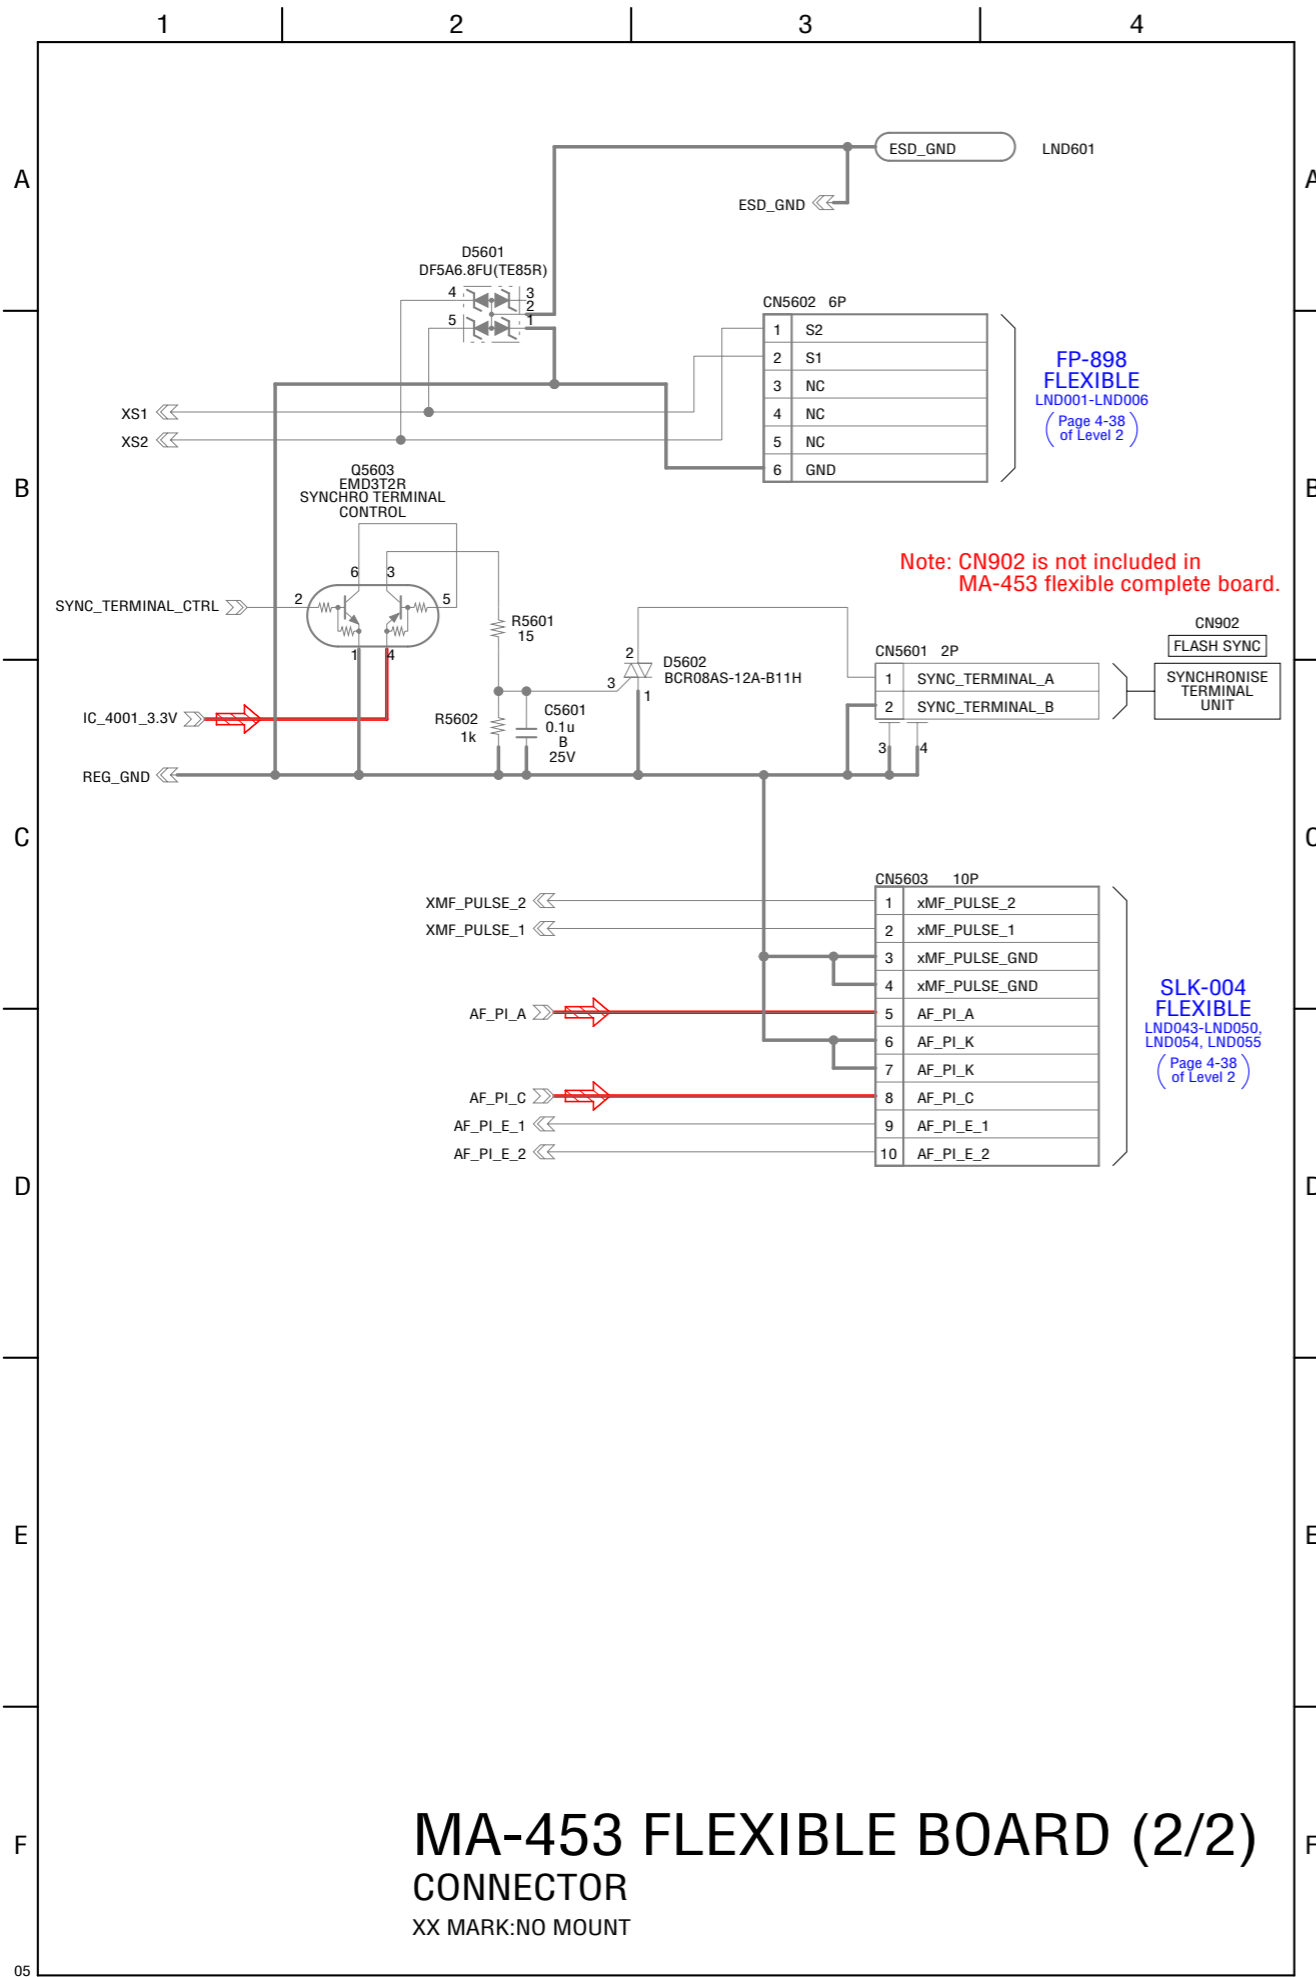 1 2 3 4
A
A
ESD_GND LND601
ESD_GND
D5601
DF5A6.8FU(TE85R)
4 3
2
5 1
CN5602 6P
1 S2
2 S1
3 NC
4 NC
5 NC
6 GND
FP-898
FLEXIBLE
LND001-LND006
(Page 4-38
of Level 2)
XS1
XS2
B
B
Q5603
EMD3T2R
SYNCHRO TERMINAL
CONTROL
6 3
SYNC_TERMINAL_CTRL 2 5
1 4
R5601
15
Note: CN902 is not included in
MA-453 flexible complete board.
CN902
FLASH SYNC
SYNCHRONISE
TERMINAL
UNIT
CN5601 2P
1 SYNC_TERMINAL_A
2 SYNC_TERMINAL_B
3 4
2
3
1
D5602
BCR08AS-12A-B11H
IC_4001_3.3V
R5602
1k
C5601
0.1u
B
25V
REG_GND
C
C
CN5603 10P
XMF_PULSE_2 1 xMF_PULSE_2
XMF_PULSE_1 2 xMF_PULSE_1
3 xMF_PULSE_GND
4 xMF_PULSE_GND
AF_PI_A 5 AF_PI_A
6 AF_PI_K
7 AF_PI_K
AF_PI_C 8 AF_PI_C
AF_PI_E_1 9 AF_PI_E_1
AF_PI_E_2 10 AF_PI_E_2
SLK-004
FLEXIBLE
LND043-LND050,
LND054, LND055
(Page 4-38
of Level 2)
D
D
E
E
F
F
MA-453 FLEXIBLE BOARD (2/2)
CONNECTOR
XX MARK:NO MOUNT
05